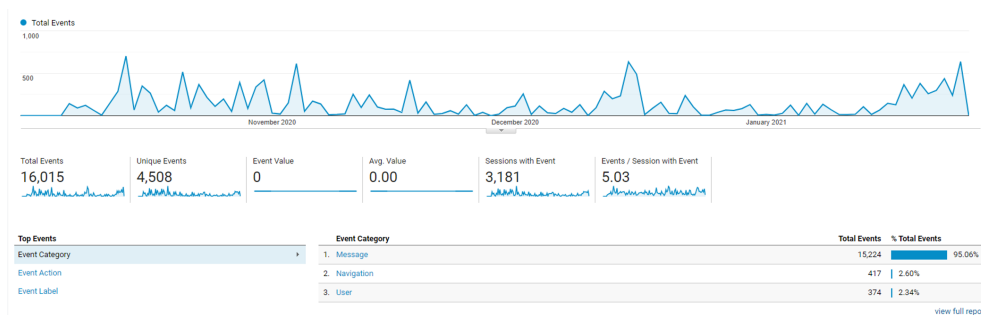 Total Events
1,000
500
November 2020 December 2020 January 2021
Total Events Unique Events Event Value Avg. Value Sessions with Event Events / Session with Event
16,015 4,508 0 0.00 3,181 5.03
Top Events Event Category Total Events % Total Events
Event Category 1. Message 15,224 95.06%
Event Action 2. Navigation 417 2.60%
Event Label 3. User 374 2.34%
view full repo